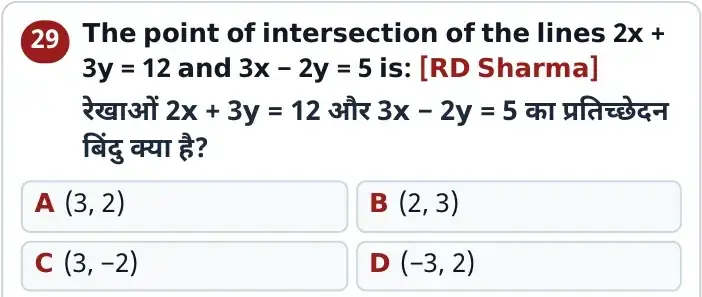 29 The point of intersection of the lines 2x +
3y = 12 and 3x − 2y = 5 is: [RD Sharma]
रेखाओं 2x + 3y = 12 और 3x − 2y = 5 का प्रतिच्छेदन
बिंदु क्या है?
A (3, 2) B (2, 3)
C (3, −2) D (−3, 2)